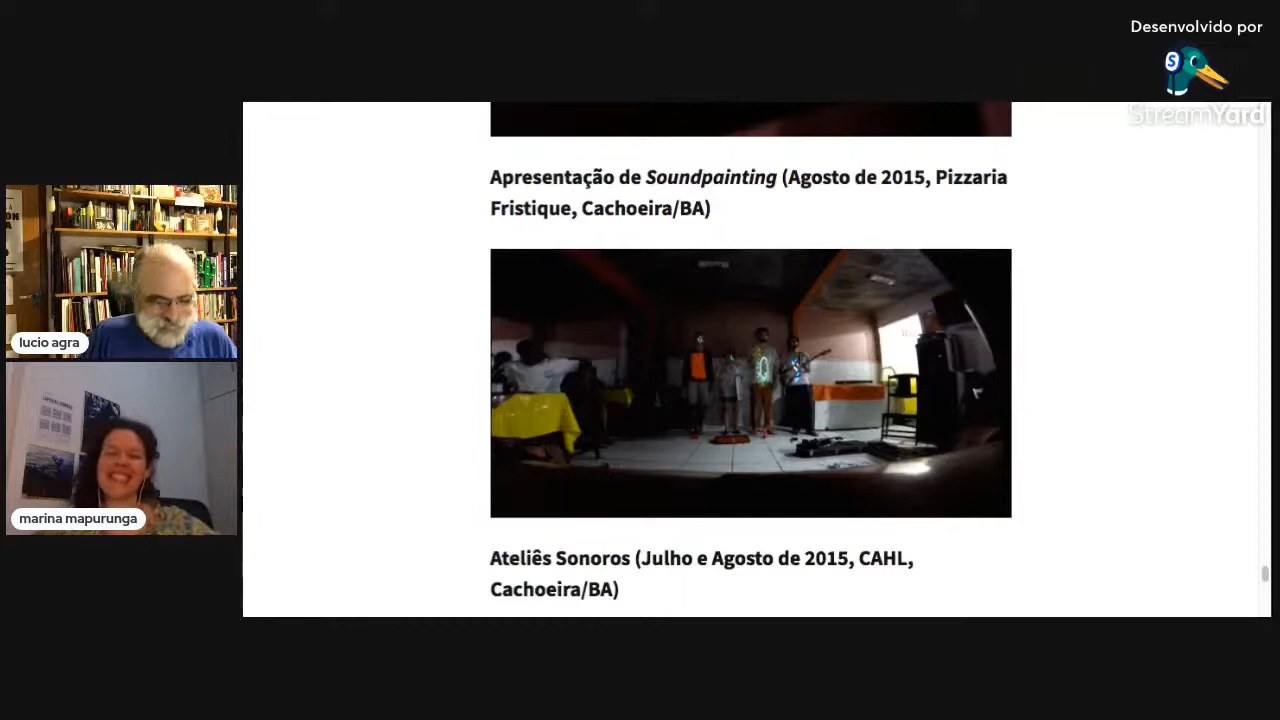 Desenvolvido por
S
StreamYard
Apresentação de Soundpainting (Agosto de 2015, Pizzaria
Fristique, Cachoeira/BA)
lucio agra
marina mapurunga
Ateliês Sonoros (Julho e Agosto de 2015, CAHL,
Cachoeira/BA)